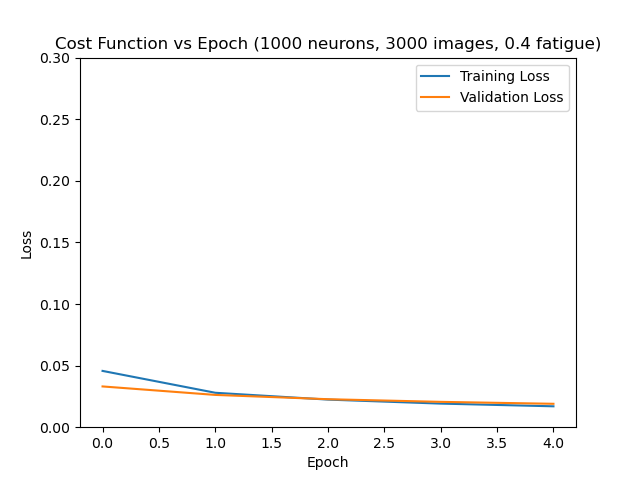 Cost Function vs Epoch (1000 neurons, 3000 images, 0.4 fatigue)
Training Loss
Validation Loss
0.30
0.25
0.20
0.15
0.10
0.05
0.00
Loss
0.0 0.5 1.0 1.5 2.0 2.5 3.0 3.5 4.0
Epoch